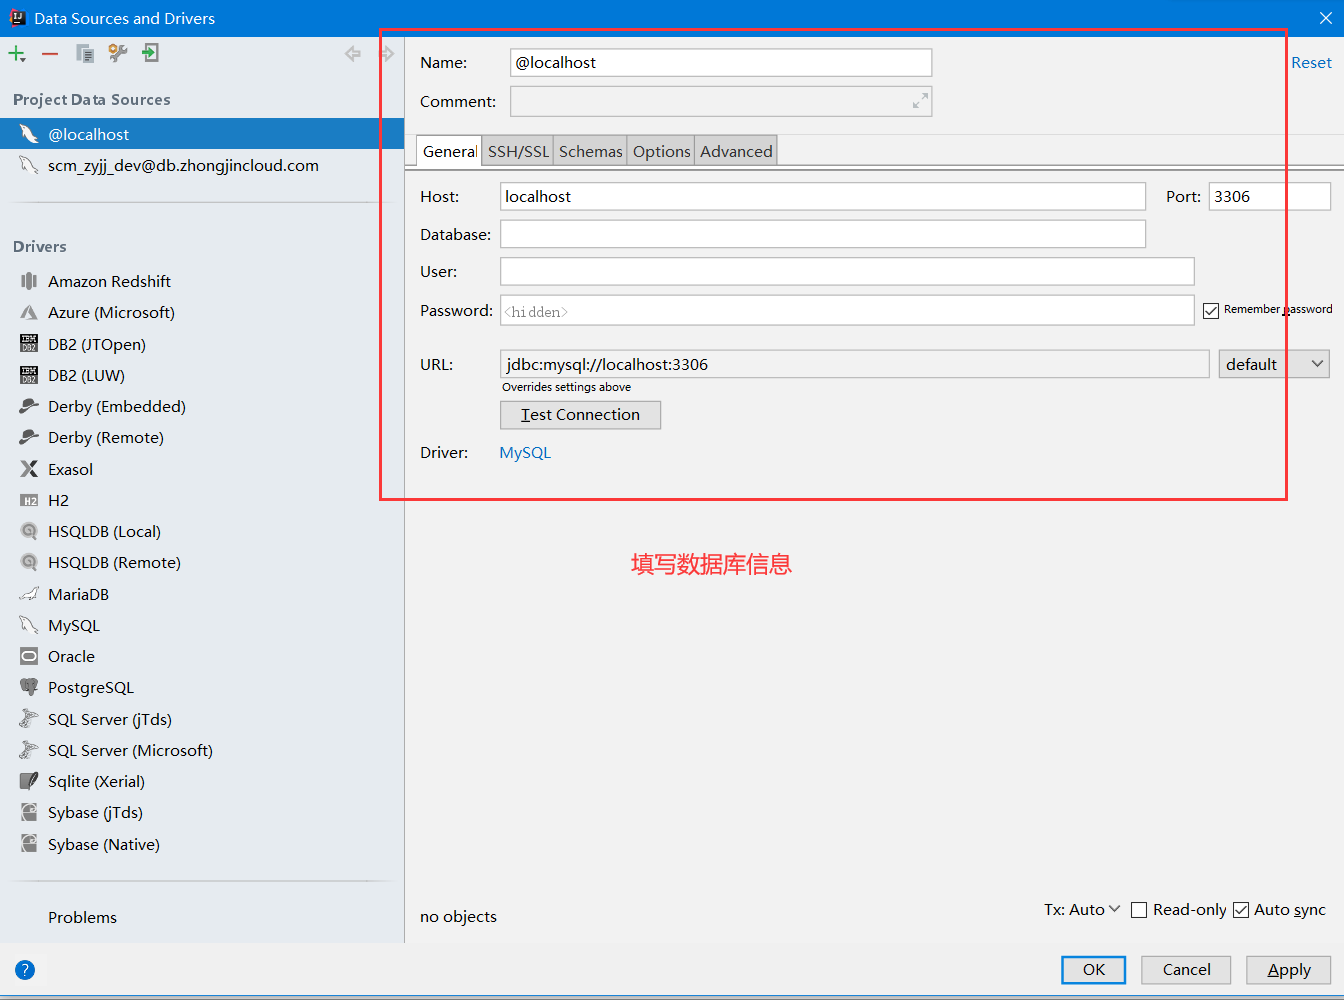 Data Sources and Drivers
Project Data Sources
@localhost
scm_zyjj_dev@db.zhongjincloud.com
Drivers
Amazon Redshift
Azure (Microsoft)
DB2 (JTOpen)
DB2 (LUW)
Derby (Embedded)
Derby (Remote)
Exasol
H2
HSQLDB (Local)
HSQLDB (Remote)
MariaDB
MySQL
Oracle
PostgreSQL
SQL Server (jTds)
SQL Server (Microsoft)
Sqlite (Xerial)
Sybase (jTds)
Sybase (Native)
Problems
Name: @localhost Reset
Comment:
General SSH/SSL Schemas Options Advanced
Host: localhost Port: 3306
Database:
User:
Password: <hidden> Remember password
URL: jdbc:mysql://localhost:3306 default
Overrides settings above
Test Connection
Driver: MySQL
填写数据库信息
no objects Tx: Auto Read-only Auto sync
? OK Cancel Apply